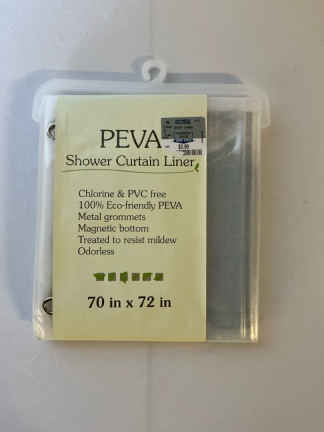 PEVA
Shower Curtain Liner
Chlorine & PVC free
100% Eco-friendly PEVA
Metal grommets
Magnetic bottom
Treated to resist mildew
Odorless
70 in x 72 in